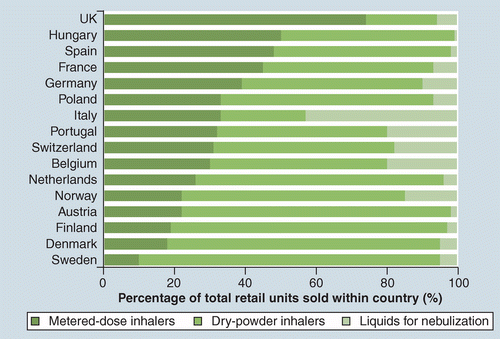 UK
Hungary
Spain
France
Germany
Poland
Italy
Portugal
Switzerland
Belgium
Netherlands
Norway
Austria
Finland
Denmark
Sweden
0 20 40 60 80 100
Percentage of total retail units sold within country (%)
Metered-dose inhalers Dry-powder inhalers Liquids for nebulization